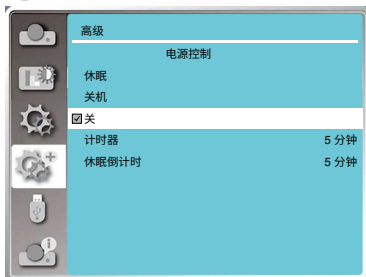 高级
电源控制
休眠
关机
关
计时器 5 分钟
休眠倒计时 5 分钟